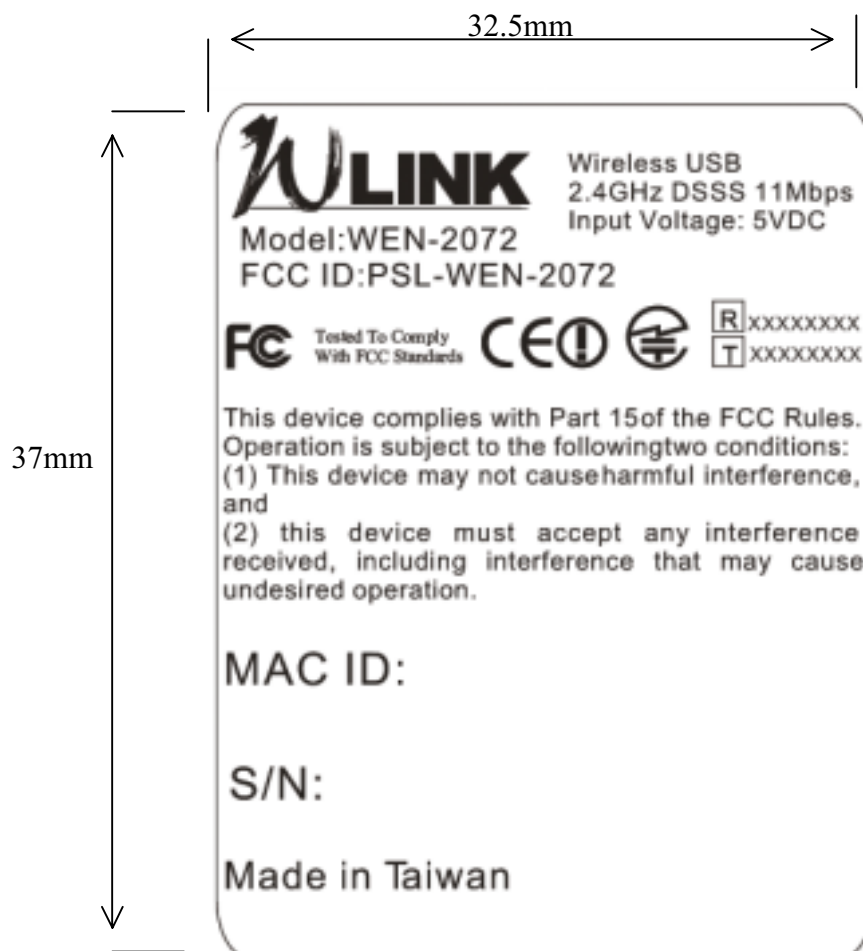 32.5mm
WLINK
Wireless USB
2.4GHz DSSS 11Mbps
Input Voltage: 5VDC
Model:WEN-2072
FCC ID:PSL-WEN-2072
FC
Tested To Comply
With FCC Standards
CE
R xxxxxxxx
T xxxxxxxx
37mm
This device complies with Part 15of the FCC Rules.
Operation is subject to the followingtwo conditions:
(1) This device may not causeharmful interference,
and
(2) this device must accept any interference
received, including interference that may cause
undesired operation.
MAC ID:
S/N:
Made in Taiwan